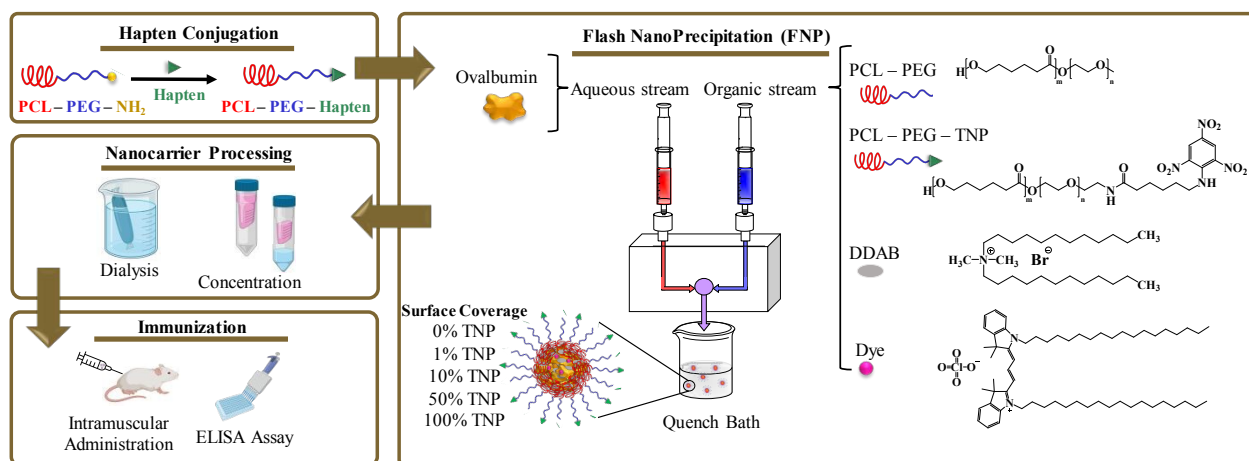 Hapten Conjugation
Hapten
PCL – PEG – NH2
PCL – PEG – Hapten
Flash NanoPrecipitation (FNP)
Ovalbumin
Aqueous stream
Organic stream
PCL – PEG
H
O
O
O
m
O
n
PCL – PEG – TNP
NO2
O2N
NO2
NH
O
H
O
O
O
m
O
n
H
N
DDAB
CH3
H3C-N-CH3
⊕
Br⊖
CH3
Dye
N
O
O=Cl-O-
O
N+
Quench Bath
Surface Coverage
0% TNP
1% TNP
10% TNP
50% TNP
100% TNP
Nanocarrier Processing
Dialysis
Concentration
Immunization
Intramuscular
Administration
ELISA Assay